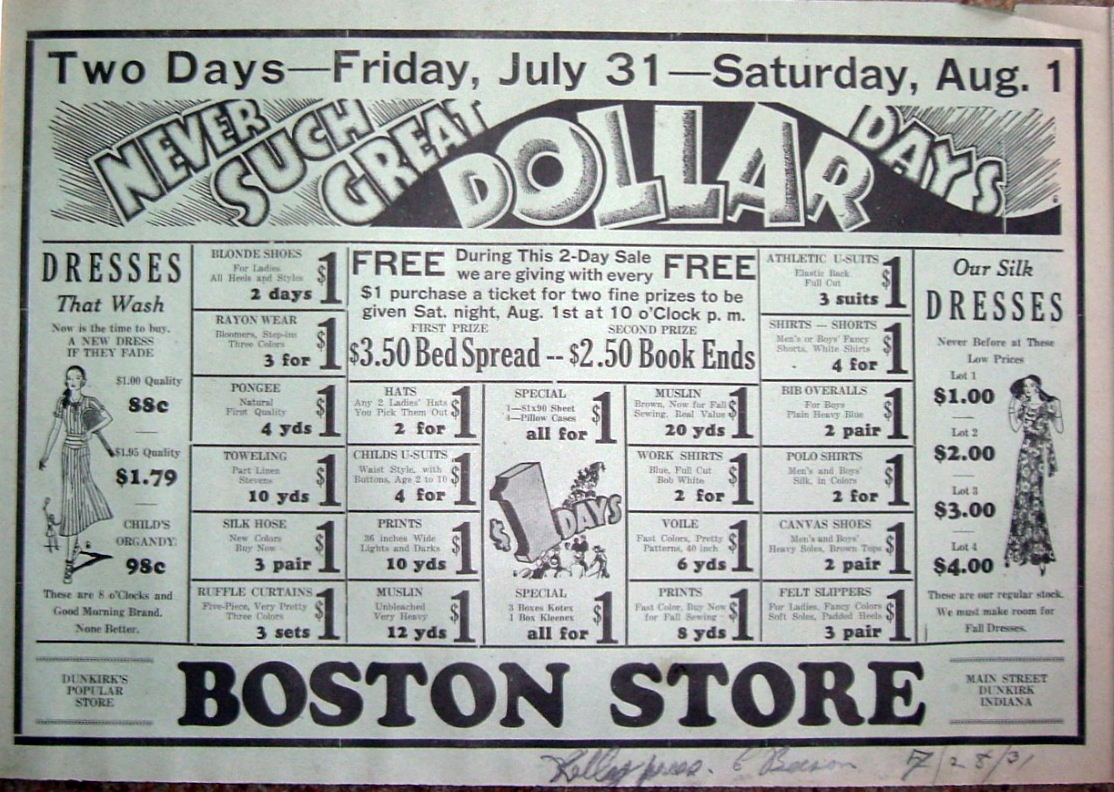 Two Days—Friday, July 31—Saturday, Aug. 1
NEVER SUCH GREAT DOLLAR DAYS
DRESSES
That Wash
Now is the time to buy.
A NEW DRESS
IF THEY FADE
$1.00 Quality
88c
$1.95 Quality
$1.79
CHILD'S
ORGANDY
98c
These are 8 o'Clocks and
Good Morning Brand.
None Better.
BLONDE SHOES
For Ladies
All Heels and Styles
2 days $1
RAYON WEAR
Bloomers, Step-ins
Three Colors
3 for $1
PONGEE
Natural
First Quality
4 yds $1
TOWELING
Part Linen
Stevens
10 yds $1
SILK HOSE
New Colors
Buy Now
3 pair $1
RUFFLE CURTAINS
Five-Piece, Very Pretty
Three Colors
3 sets $1
FREE During This 2-Day Sale FREE
we are giving with every
$1 purchase a ticket for two fine prizes to be
given Sat. night, Aug. 1st at 10 o'Clock p. m.
FIRST PRIZE SECOND PRIZE
$3.50 Bed Spread -- $2.50 Book Ends
HATS
Any 2 Ladies' Hats
You Pick Them Out
2 for $1
CHILDS U-SUITS
Waist Style, with
Buttons, Age 2 to 10
4 for $1
PRINTS
36 inches Wide
Lights and Darks
10 yds $1
MUSLIN
Unbleached
Very Heavy
12 yds $1
SPECIAL
1—81x90 Sheet
4—Pillow Cases
all for $1
$1 DAYS
SPECIAL
3 Boxes Kotex
1 Box Kleenex
all for $1
MUSLIN
Brown, Now for Fall
Sewing, Real Value
20 yds $1
WORK SHIRTS
Blue, Full Cut
Bob White
2 for $1
VOILE
Fast Colors, Pretty
Patterns, 40 inch
6 yds $1
PRINTS
Fast Color, Buy Now
for Fall Sewing
8 yds $1
ATHLETIC U-SUITS
Elastic Back
Full Cut
3 suits $1
SHIRTS — SHORTS
Men's or Boys' Fancy
Shorts, White Shirts
4 for $1
BIB OVERALLS
For Boys
Plain Heavy Blue
2 pair $1
POLO SHIRTS
Men's and Boys'
Silk, in Colors
2 for $1
CANVAS SHOES
Men's and Boys'
Heavy Soles, Brown Tops
2 pair $1
FELT SLIPPERS
For Ladies, Fancy Colors
Soft Soles, Padded Heels
3 pair $1
Our Silk
DRESSES
Never Before at These
Low Prices
Lot 1
$1.00
Lot 2
$2.00
Lot 3
$3.00
Lot 4
$4.00
These are our regular stock.
We must make room for
Fall Dresses.
DUNKIRK'S
POPULAR
STORE
BOSTON STORE
MAIN STREET
DUNKIRK
INDIANA
7/28/31